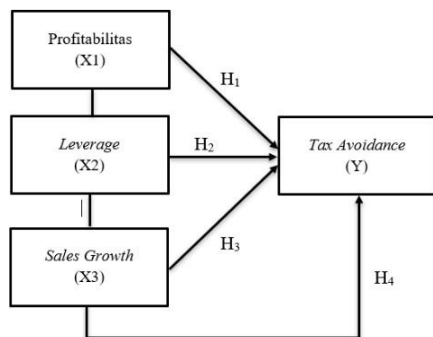 Profitabilitas
(X1)
H₁
Leverage
(X2)
H₂
Tax Avoidance
(Y)
Sales Growth
(X3)
H₃
H₄